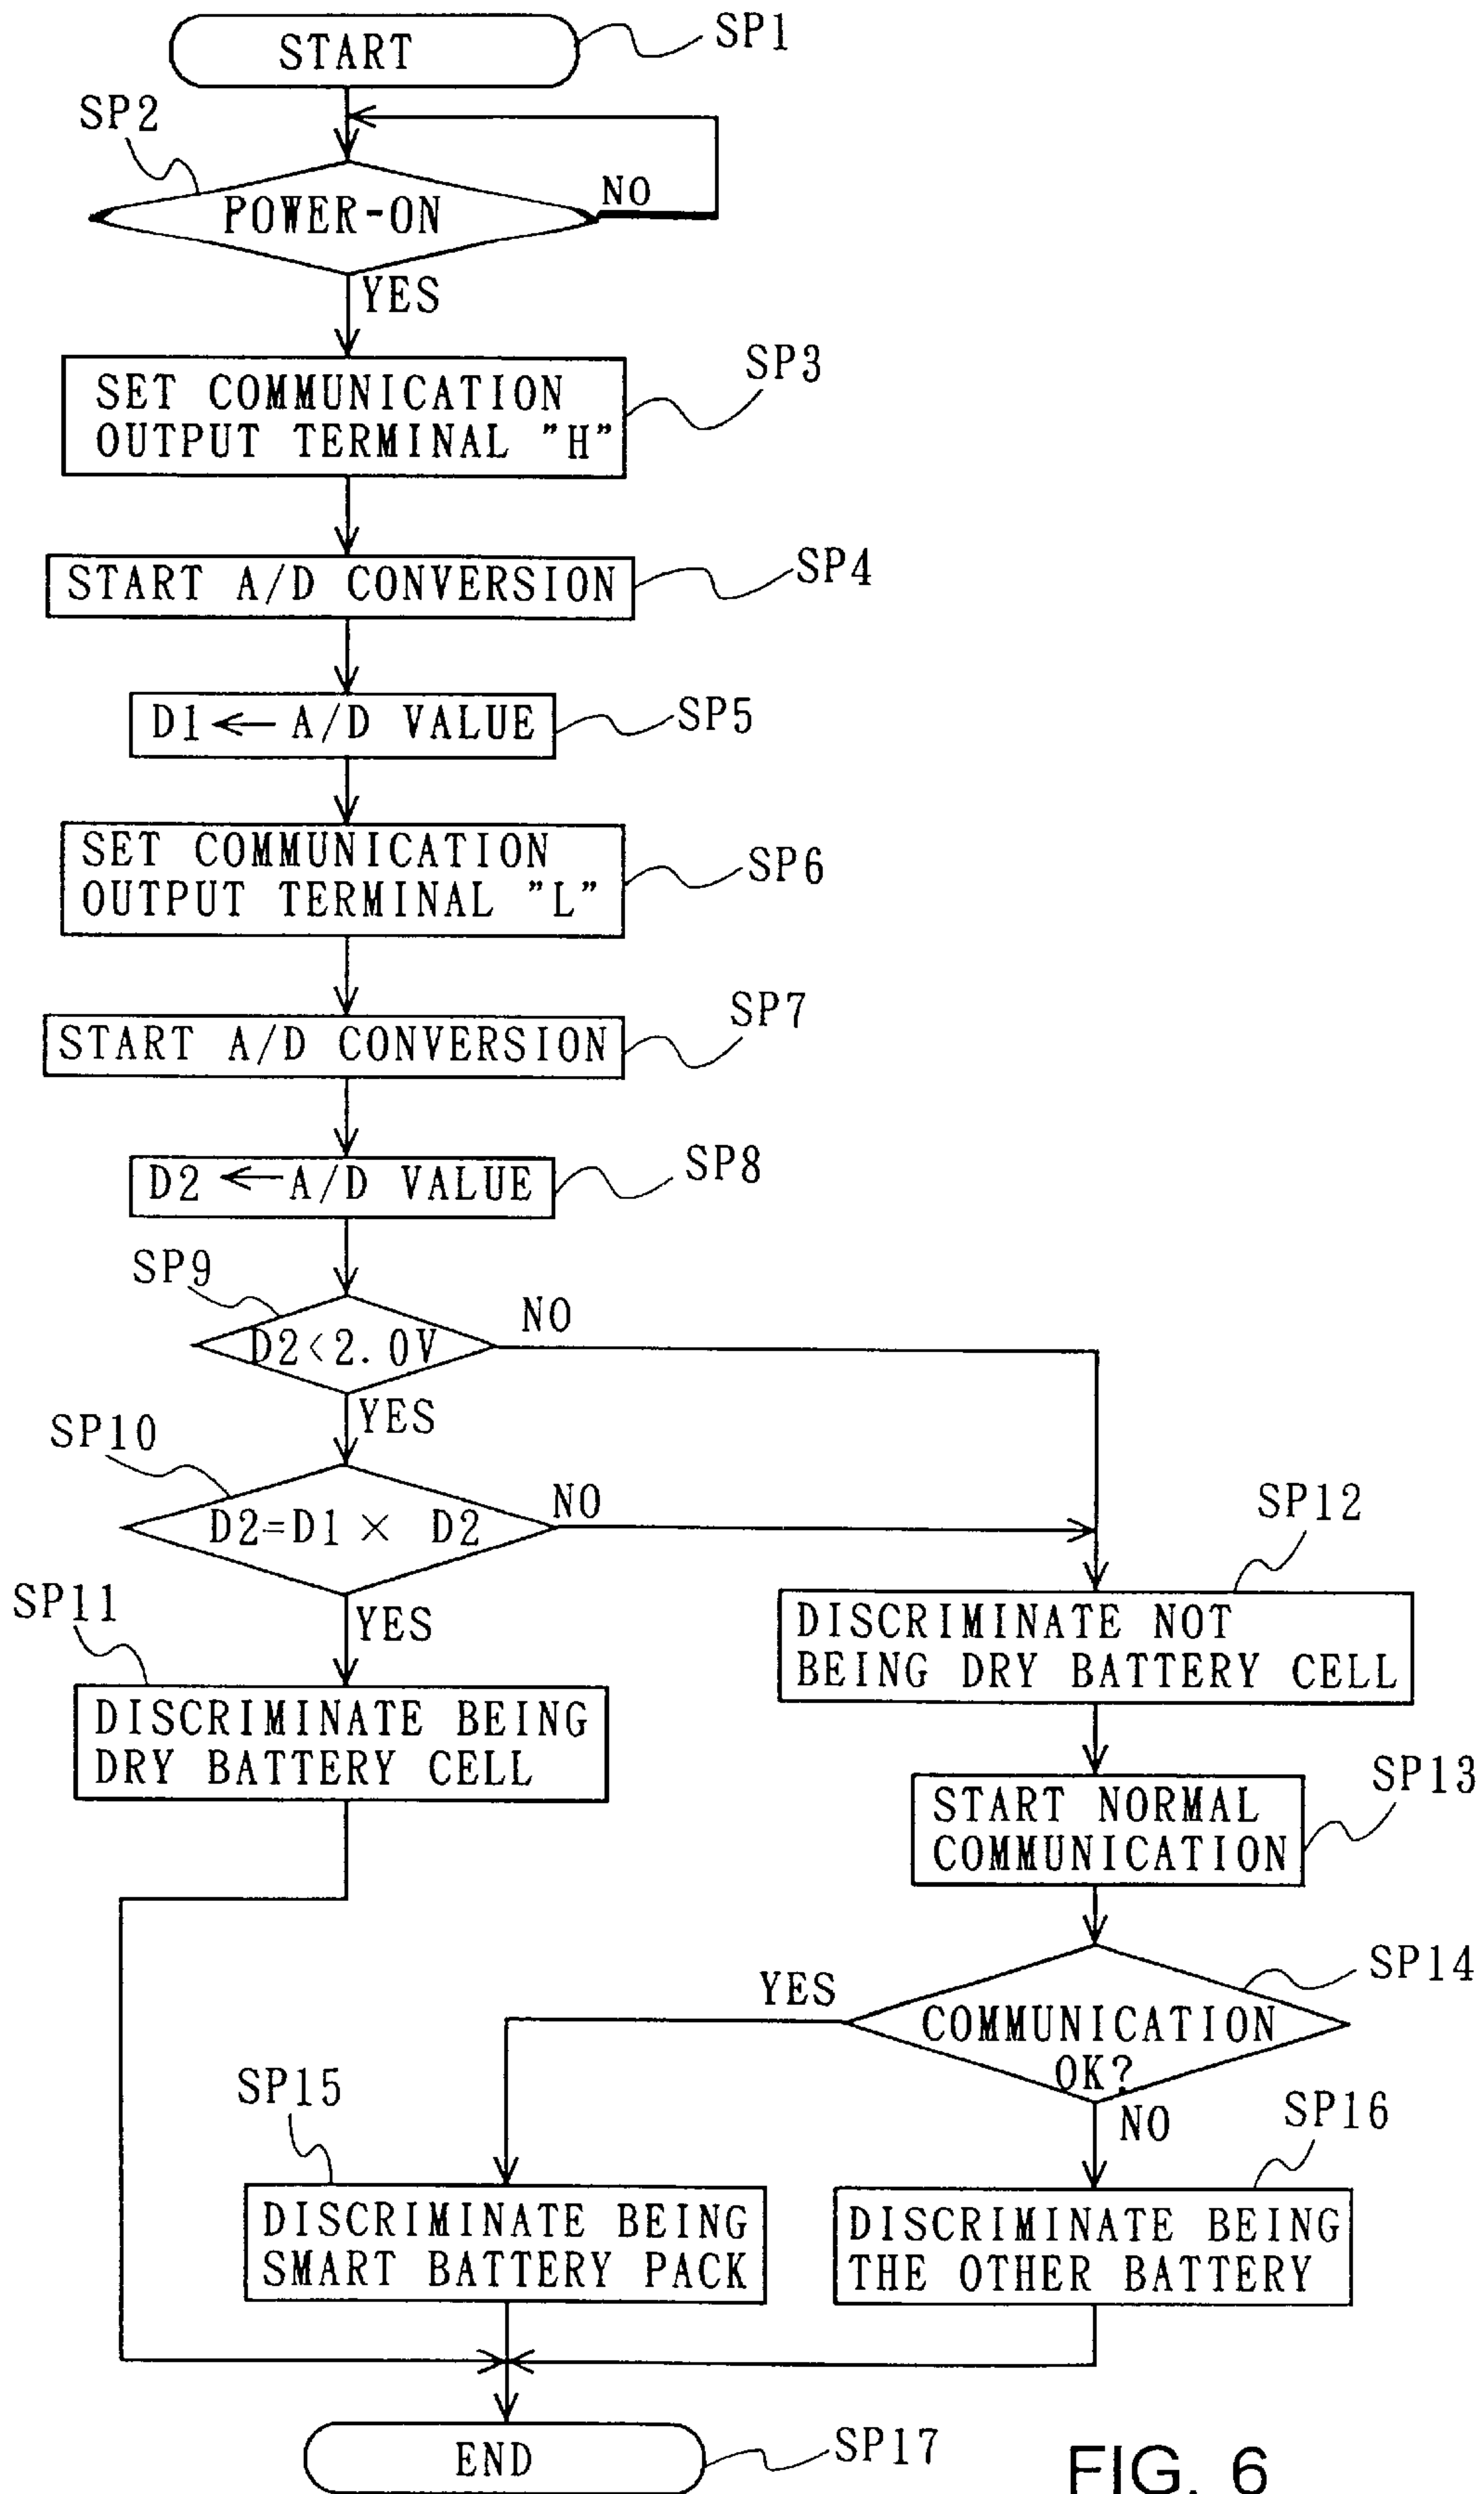 START
SP1
SP2
POWER-ON
NO
YES
SET COMMUNICATION
OUTPUT TERMINAL "H"
SP3
START A/D CONVERSION
SP4
D1 ← A/D VALUE
SP5
SET COMMUNICATION
OUTPUT TERMINAL "L"
SP6
START A/D CONVERSION
SP7
D2 ← A/D VALUE
SP8
SP9
D2<2.0V
NO
YES
SP10
D2=D1 × D2
NO
YES
SP11
DISCRIMINATE BEING
DRY BATTERY CELL
SP12
DISCRIMINATE NOT
BEING DRY BATTERY CELL
START NORMAL
COMMUNICATION
SP13
YES
COMMUNICATION
OK?
SP14
NO
SP15
DISCRIMINATE BEING
SMART BATTERY PACK
SP16
DISCRIMINATE BEING
THE OTHER BATTERY
END
SP17
FIG. 6